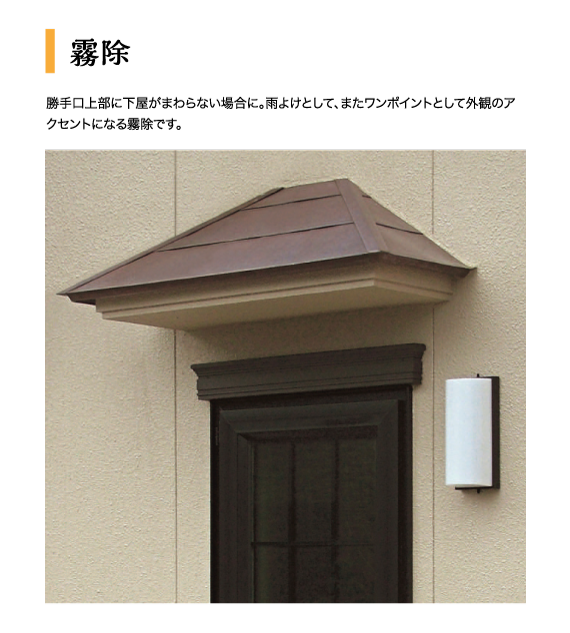 霧除
勝手口上部に下屋がまわらない場合に。雨よけとして、またワンポイントとして外観のア
クセントになる霧除です。